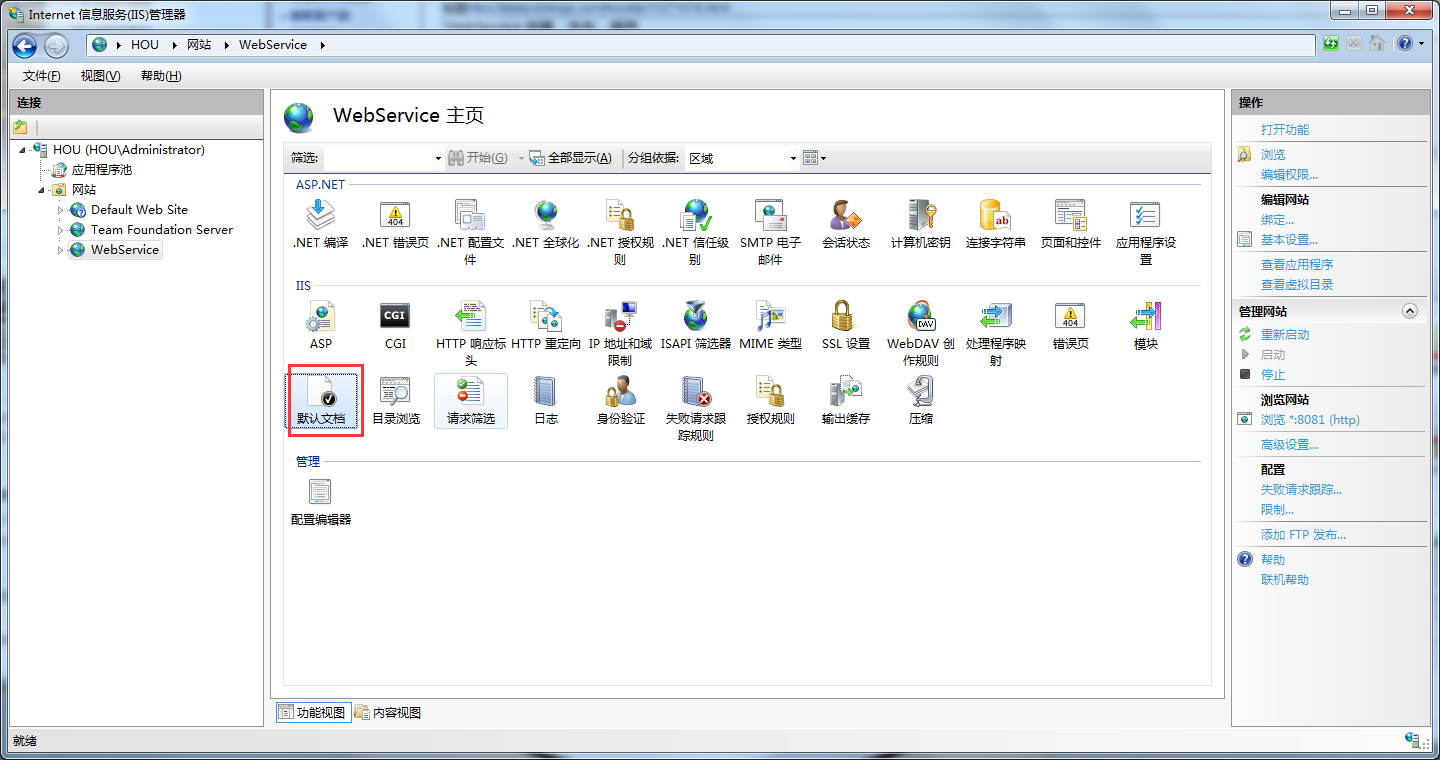 Internet 信息服务(IIS)管理器
HOU
网站
WebService
文件(F)
视图(V)
帮助(H)
连接
HOU (HOU\Administrator)
应用程序池
网站
Default Web Site
Team Foundation Server
WebService
WebService 主页
筛选:
开始(G)
全部显示(A)
分组依据:
区域
ASP.NET
.NET 编译
.NET 错误页
.NET 配置文
件
.NET 全球化
.NET 授权规
则
.NET 信任级
别
SMTP 电子
邮件
会话状态
计算机密钥
连接字符串
页面和控件
应用程序设
置
IIS
ASP
CGI
CGI
HTTP 响应标
头
HTTP 重定向
IP 地址和域
限制
ISAPI 筛选器
MIME 类型
SSL 设置
WebDAV 创
作规则
处理程序映
射
错误页
模块
默认文档
目录浏览
请求筛选
日志
身份验证
失败请求跟
踪规则
授权规则
输出缓存
压缩
管理
配置编辑器
功能视图
内容视图
操作
打开功能
浏览
编辑权限...
编辑网站
绑定...
基本设置...
查看应用程序
查看虚拟目录
管理网站
重新启动
启动
停止
浏览网站
浏览 *:8081 (http)
高级设置...
配置
失败请求跟踪...
限制...
添加 FTP 发布...
帮助
联机帮助
就绪
404
ab
404
DAV